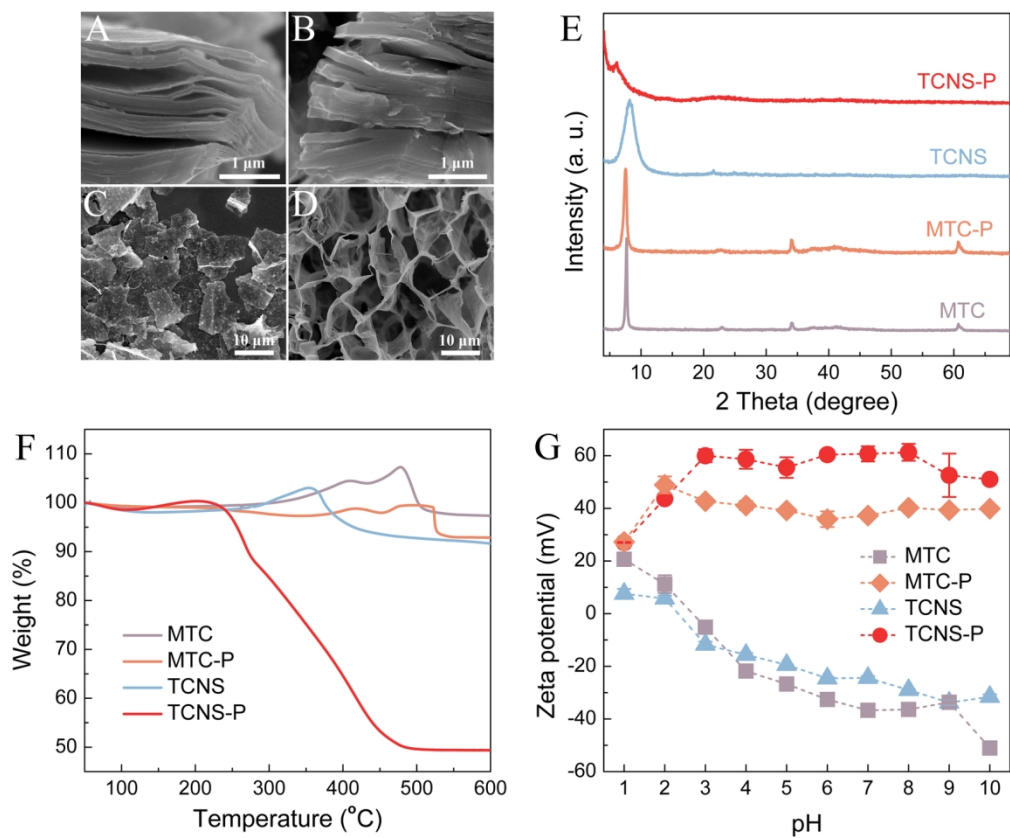 A
1 μm
B
1 μm
C
10 μm
D
10 μm
E
TCNS-P
TCNS
MTC-P
MTC
Intensity (a. u.)
10 20 30 40 50 60
2 Theta (degree)
F
110
100
90
80
70
60
50
Weight (%)
MTC
MTC-P
TCNS
TCNS-P
100 200 300 400 500 600
Temperature (°C)
G
60
40
20
0
-20
-40
-60
Zeta potential (mV)
MTC
MTC-P
TCNS
TCNS-P
1 2 3 4 5 6 7 8 9 10
pH